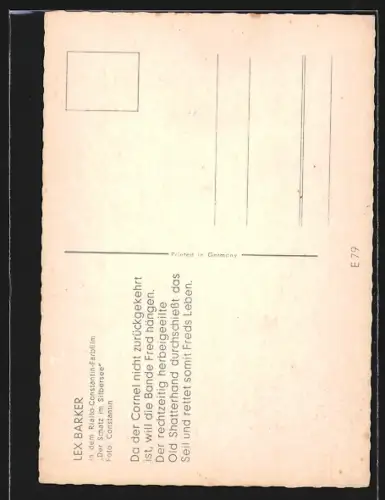 LEX BARKER
in dem Rialto-Constantin-Farbfilm
„Der Schatz im Silbersee“
Foto: Constantin
Da der Cornel nicht zurückgekehrt
ist, will die Bande Fred hängen.
Der rechtzeitig herbeigeeilte
Old Shatterhand durchschießt das
Seil und rettet somit Freds Leben.
Printed in Germany
E 79